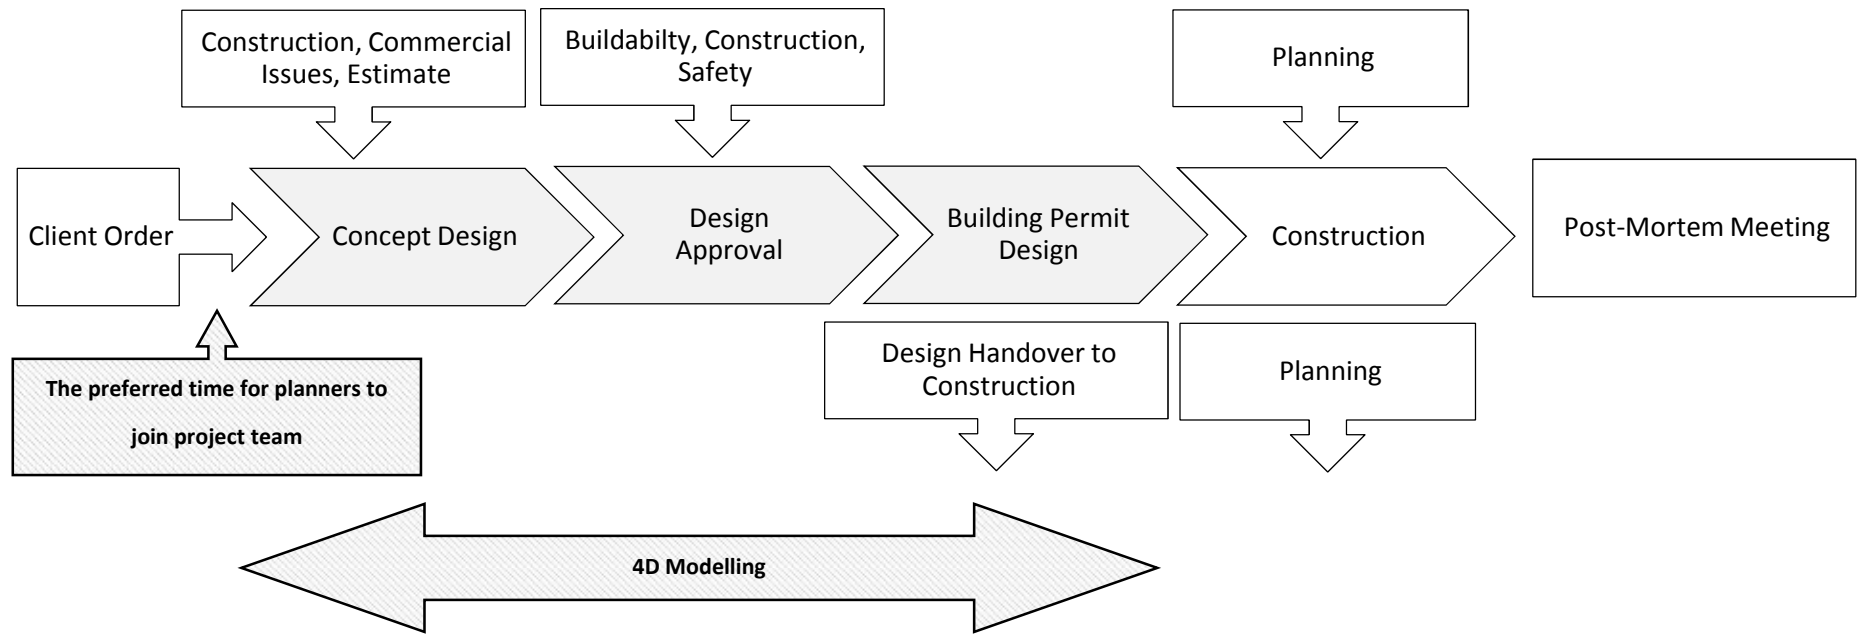 Construction, Commercial
Issues, Estimate
Buildabilty, Construction,
Safety
Planning
Client Order
Concept Design
Design
Approval
Building Permit
Design
Construction
Post-Mortem Meeting
The preferred time for planners to
join project team
Design Handover to
Construction
Planning
4D Modelling